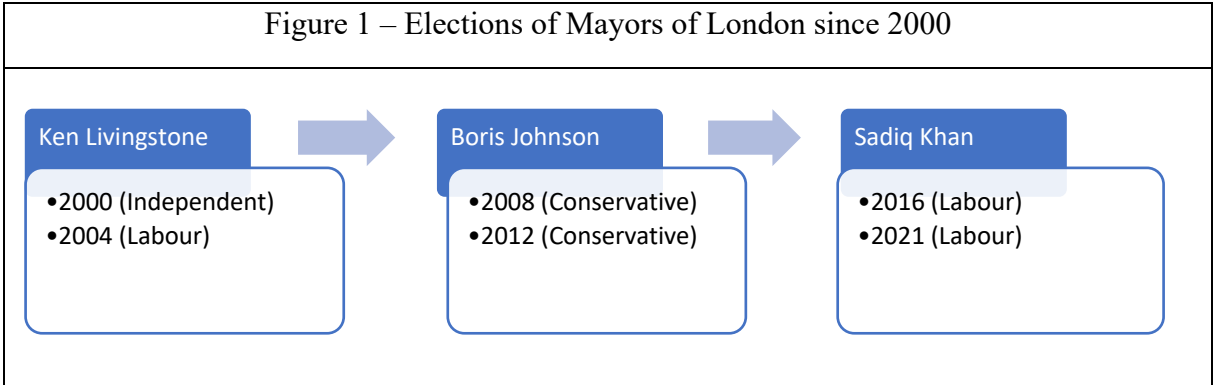 Figure 1 – Elections of Mayors of London since 2000
Ken Livingstone
•2000 (Independent)
•2004 (Labour)
Boris Johnson
•2008 (Conservative)
•2012 (Conservative)
Sadiq Khan
•2016 (Labour)
•2021 (Labour)